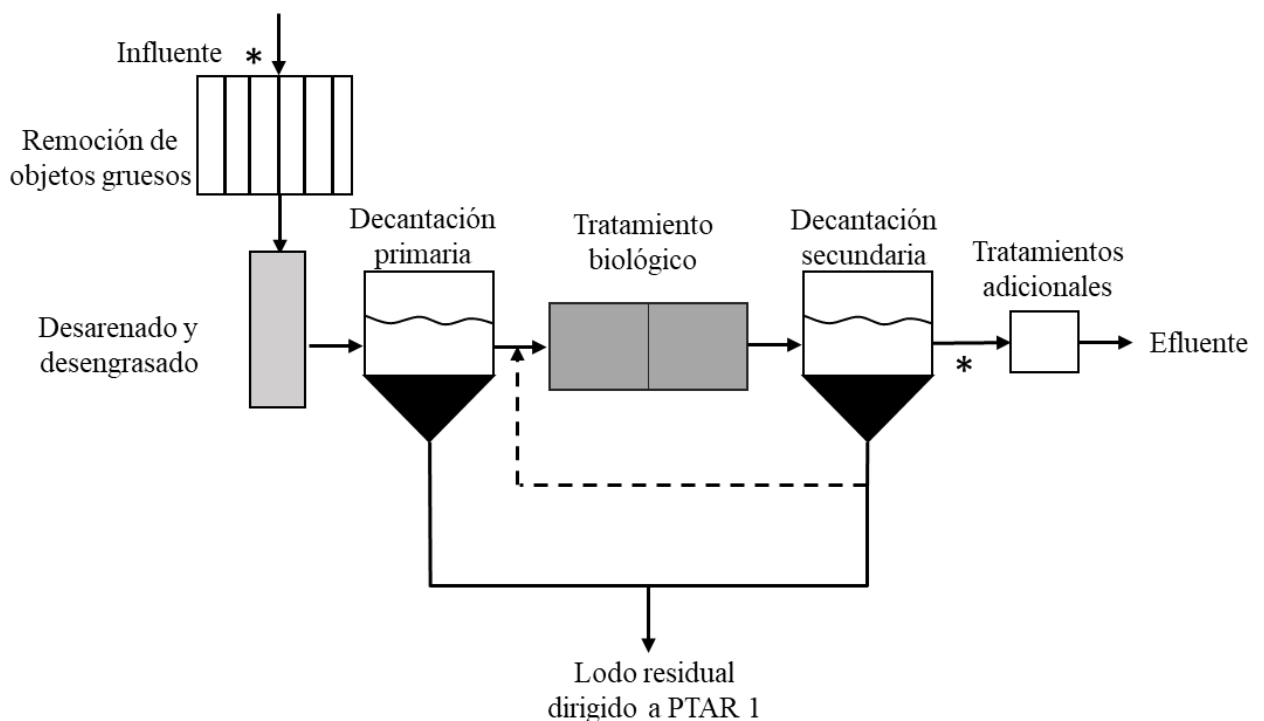 Influente *
Remoción de
objetos gruesos
Decantación
primaria
Tratamiento
biológico
Decantación
secundaria
Tratamientos
adicionales
Desarenado y
desengrasado
*
Efluente
Lodo residual
dirigido a PTAR 1